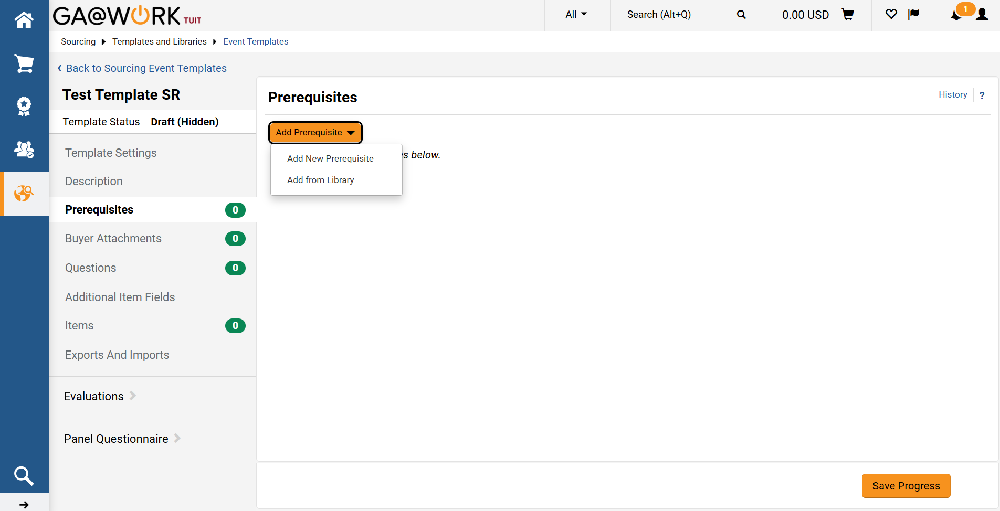 GA@WORK TUIT
All
Search (Alt+Q)
0.00 USD
1
Sourcing Templates and Libraries Event Templates
‹ Back to Sourcing Event Templates
Test Template SR
Template Status Draft (Hidden)
Template Settings
Description
Prerequisites 0
Buyer Attachments 0
Questions 0
Additional Item Fields
Items 0
Exports And Imports
Evaluations
Panel Questionnaire
Prerequisites
History ?
Add Prerequisite
s below.
Add New Prerequisite
Add from Library
Save Progress